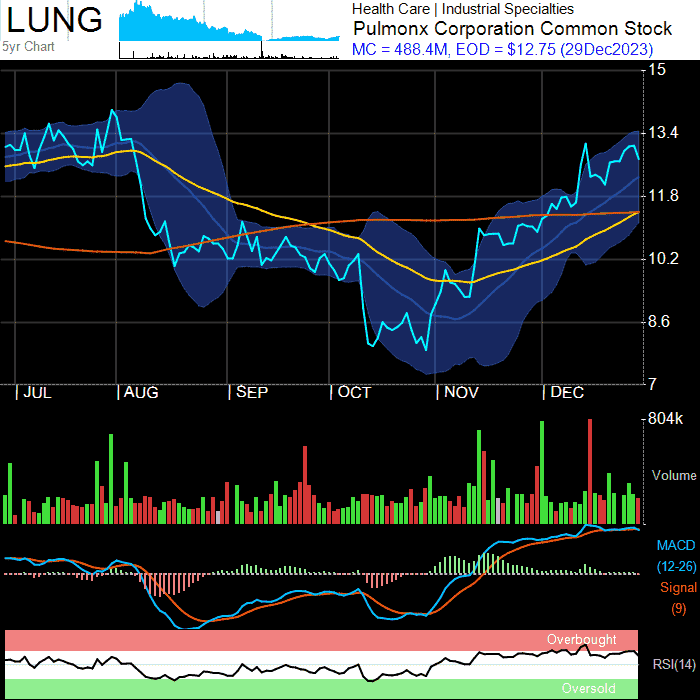 LUNG
5yr Chart
Health Care | Industrial Specialties
Pulmonx Corporation Common Stock
MC = 488.4M, EOD = $12.75 (29Dec2023)
15
13.4
11.8
10.2
8.6
7
| JUL | AUG | SEP | OCT | NOV | DEC
804k
Volume
MACD
(12-26)
Signal
(9)
Overbought
RSI(14)
Oversold